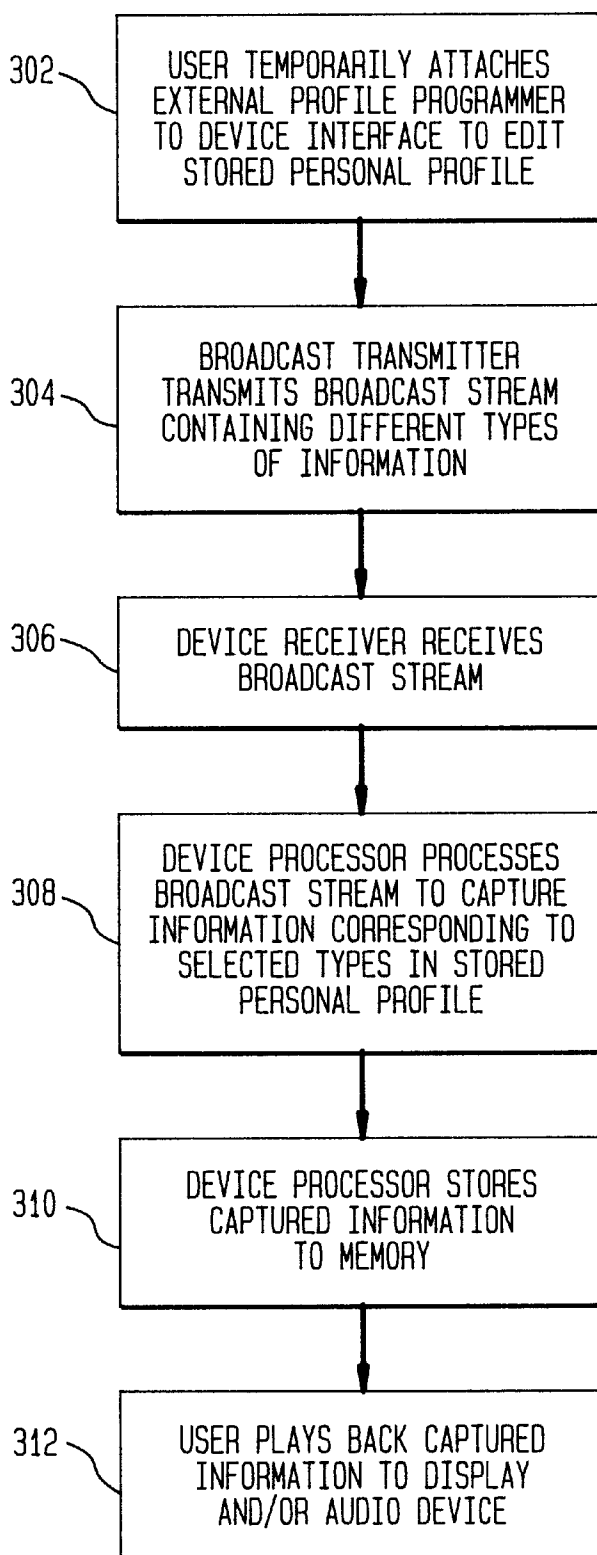 302
USER TEMPORARILY ATTACHES
EXTERNAL PROFILE PROGRAMMER
TO DEVICE INTERFACE TO EDIT
STORED PERSONAL PROFILE
304
BROADCAST TRANSMITTER
TRANSMITS BROADCAST STREAM
CONTAINING DIFFERENT TYPES
OF INFORMATION
306
DEVICE RECEIVER RECEIVES
BROADCAST STREAM
308
DEVICE PROCESSOR PROCESSES
BROADCAST STREAM TO CAPTURE
INFORMATION CORRESPONDING TO
SELECTED TYPES IN STORED
PERSONAL PROFILE
310
DEVICE PROCESSOR STORES
CAPTURED INFORMATION
TO MEMORY
312
USER PLAYS BACK CAPTURED
INFORMATION TO DISPLAY
AND/OR AUDIO DEVICE